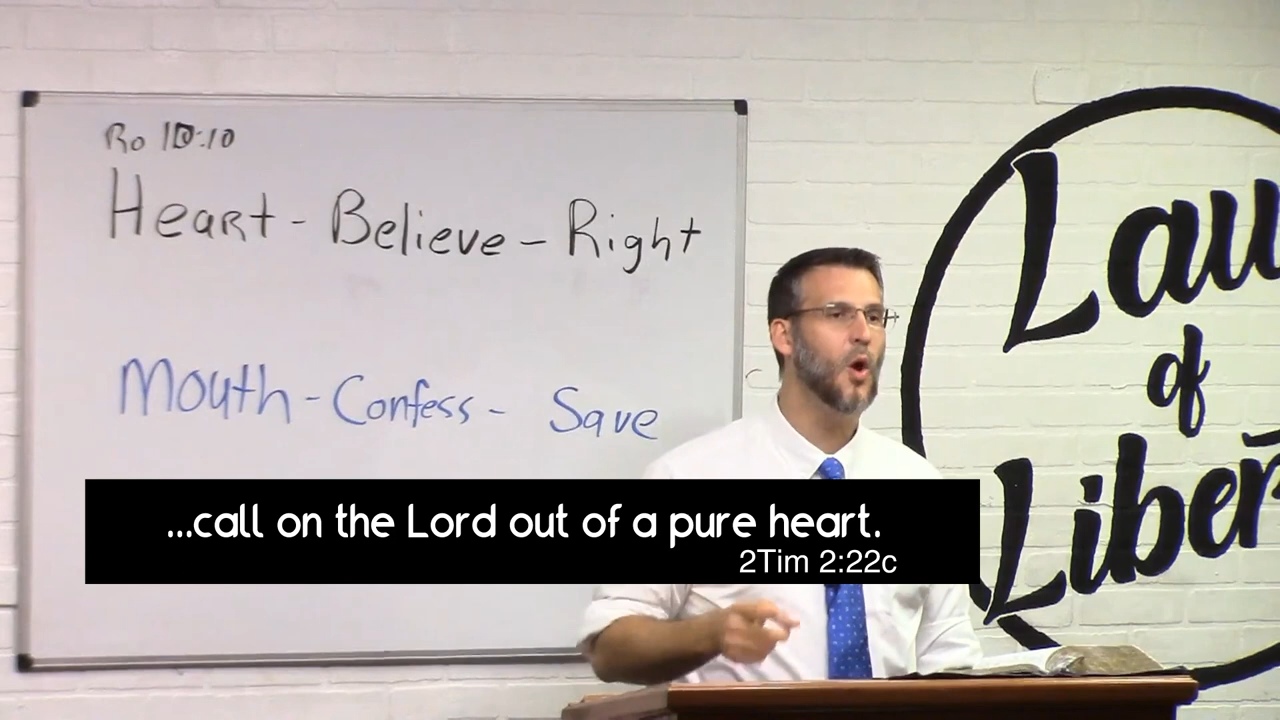 Ro 10:10
Heart - Believe - Right
Mouth - Confess - Save
...call on the Lord out of a pure heart.
2Tim 2:22c
Law
of
Liber